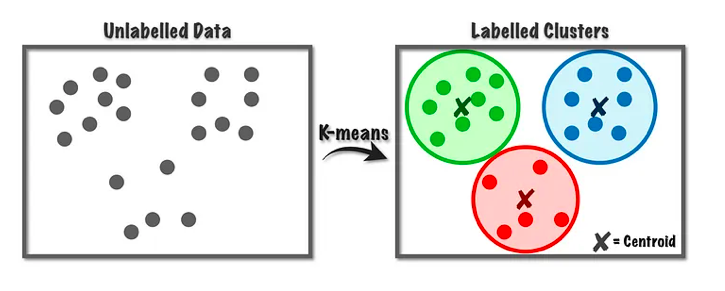 Unlabelled Data
Labelled Clusters
K-means
= Centroid